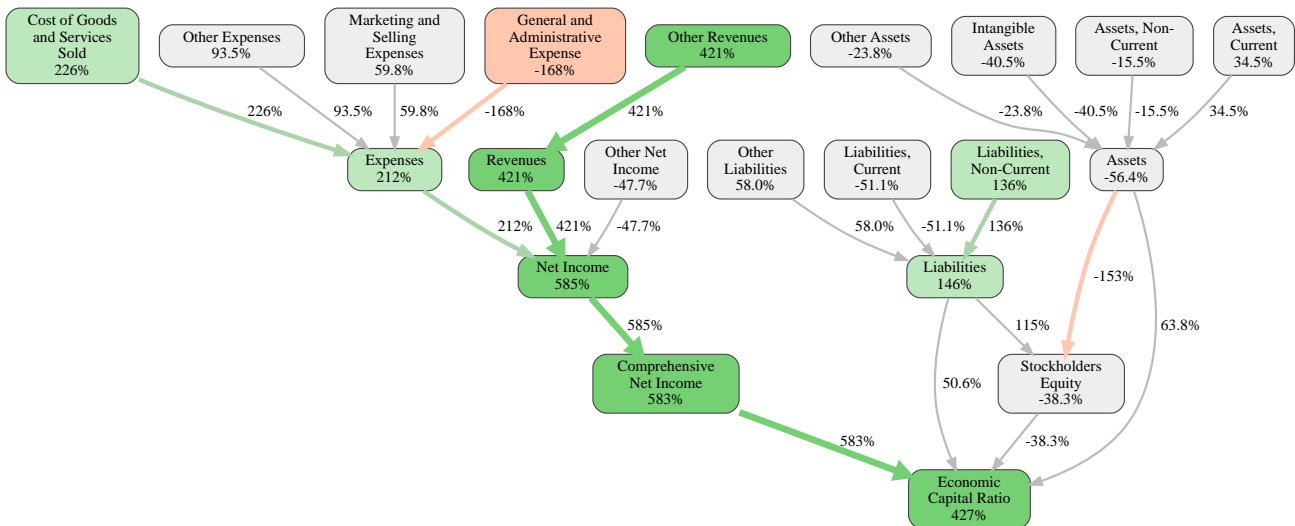 Cost of Goods
and Services
Sold
226%
Other Expenses
93.5%
Marketing and
Selling
Expenses
59.8%
General and
Administrative
Expense
-168%
Other Revenues
421%
Other Assets
-23.8%
Intangible
Assets
-40.5%
Assets, Non-
Current
-15.5%
Assets,
Current
34.5%
226%
93.5%
59.8%
-168%
421%
-23.8%
-40.5%
-15.5%
34.5%
Expenses
212%
Revenues
421%
Other Net
Income
-47.7%
Other
Liabilities
58.0%
Liabilities,
Current
-51.1%
Liabilities,
Non-Current
136%
Assets
-56.4%
212%
421%
-47.7%
58.0%
-51.1%
136%
Net Income
585%
Liabilities
146%
-153%
585%
115%
63.8%
Comprehensive
Net Income
583%
50.6%
Stockholders
Equity
-38.3%
583%
-38.3%
Economic
Capital Ratio
427%